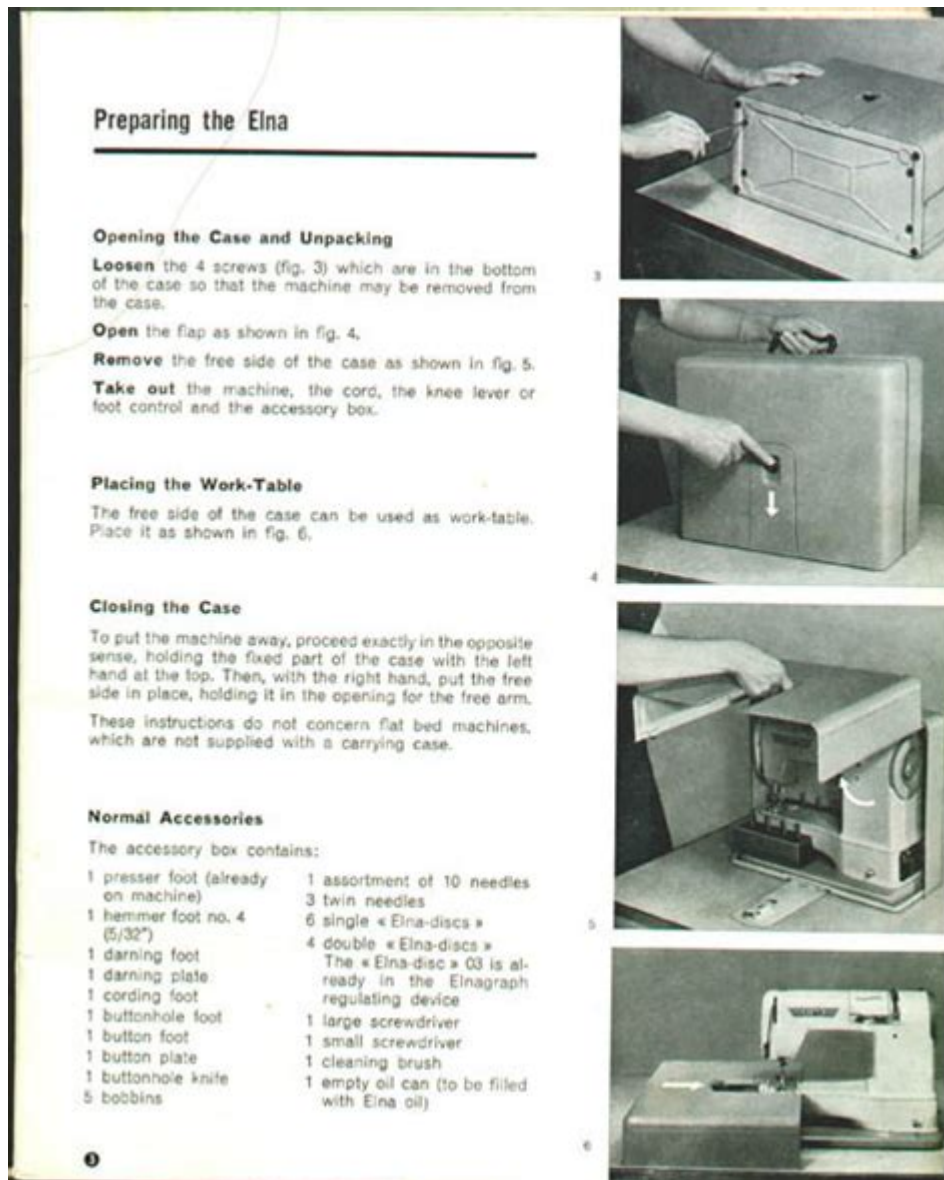 Preparing the Elna
Opening the Case and Unpacking
Loosen the 4 screws (fig. 3) which are in the bottom
of the case so that the machine may be removed from
the case.
Open the flap as shown in fig. 4.
Remove the free side of the case as shown in fig. 5.
Take out the machine, the cord, the knee lever or
foot control and the accessory box.
Placing the Work-Table
The free side of the case can be used as work-table.
Place it as shown in fig. 6.
Closing the Case
To put the machine away, proceed exactly in the opposite
sense, holding the fixed part of the case with the left
hand at the top. Then, with the right hand, put the free
side in place, holding it in the opening for the free arm.
These instructions do not concern flat bed machines,
which are not supplied with a carrying case.
Normal Accessories
The accessory box contains:
1 presser foot (already
on machine)
1 hemmer foot no. 4
(5/32")
1 darning foot
1 darning plate
1 cording foot
1 buttonhole foot
1 button foot
1 button plate
1 buttonhole knife
5 bobbins
1 assortment of 10 needles
3 twin needles
6 single « Elna-discs »
4 double « Elna-discs »
The « Elna-disc » 03 is al-
ready in the Elnagraph
regulating device
1 large screwdriver
1 small screwdriver
1 cleaning brush
1 empty oil can (to be filled
with Elna oil)
3
3
4
5
6